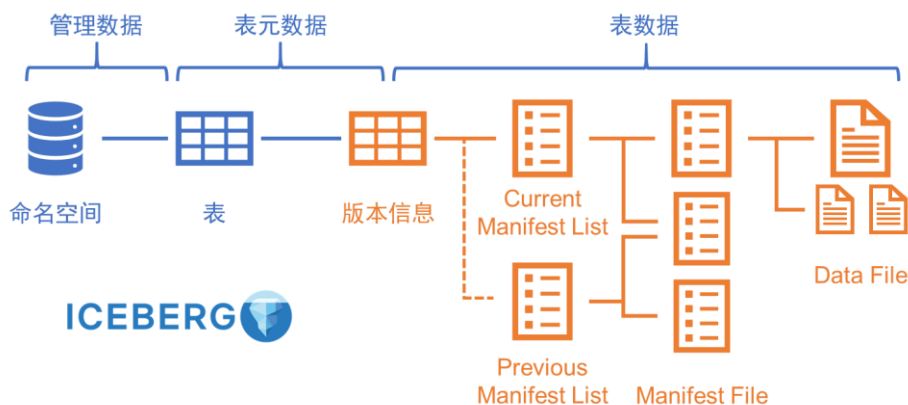 管理数据
表元数据
表数据
命名空间
表
版本信息
Current
Manifest List
Data File
ICEBERG
Previous
Manifest List
Manifest File